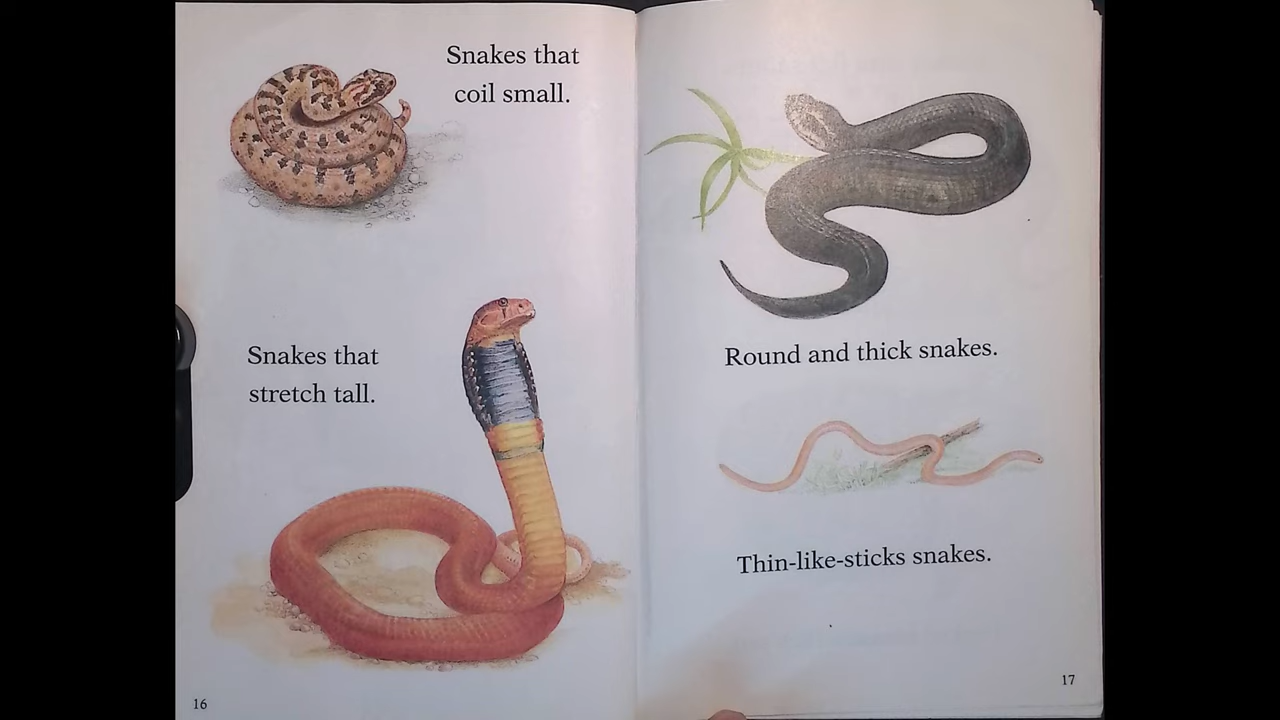 Snakes that
coil small.
Snakes that
stretch tall.
16
Round and thick snakes.
Thin-like-sticks snakes.
17